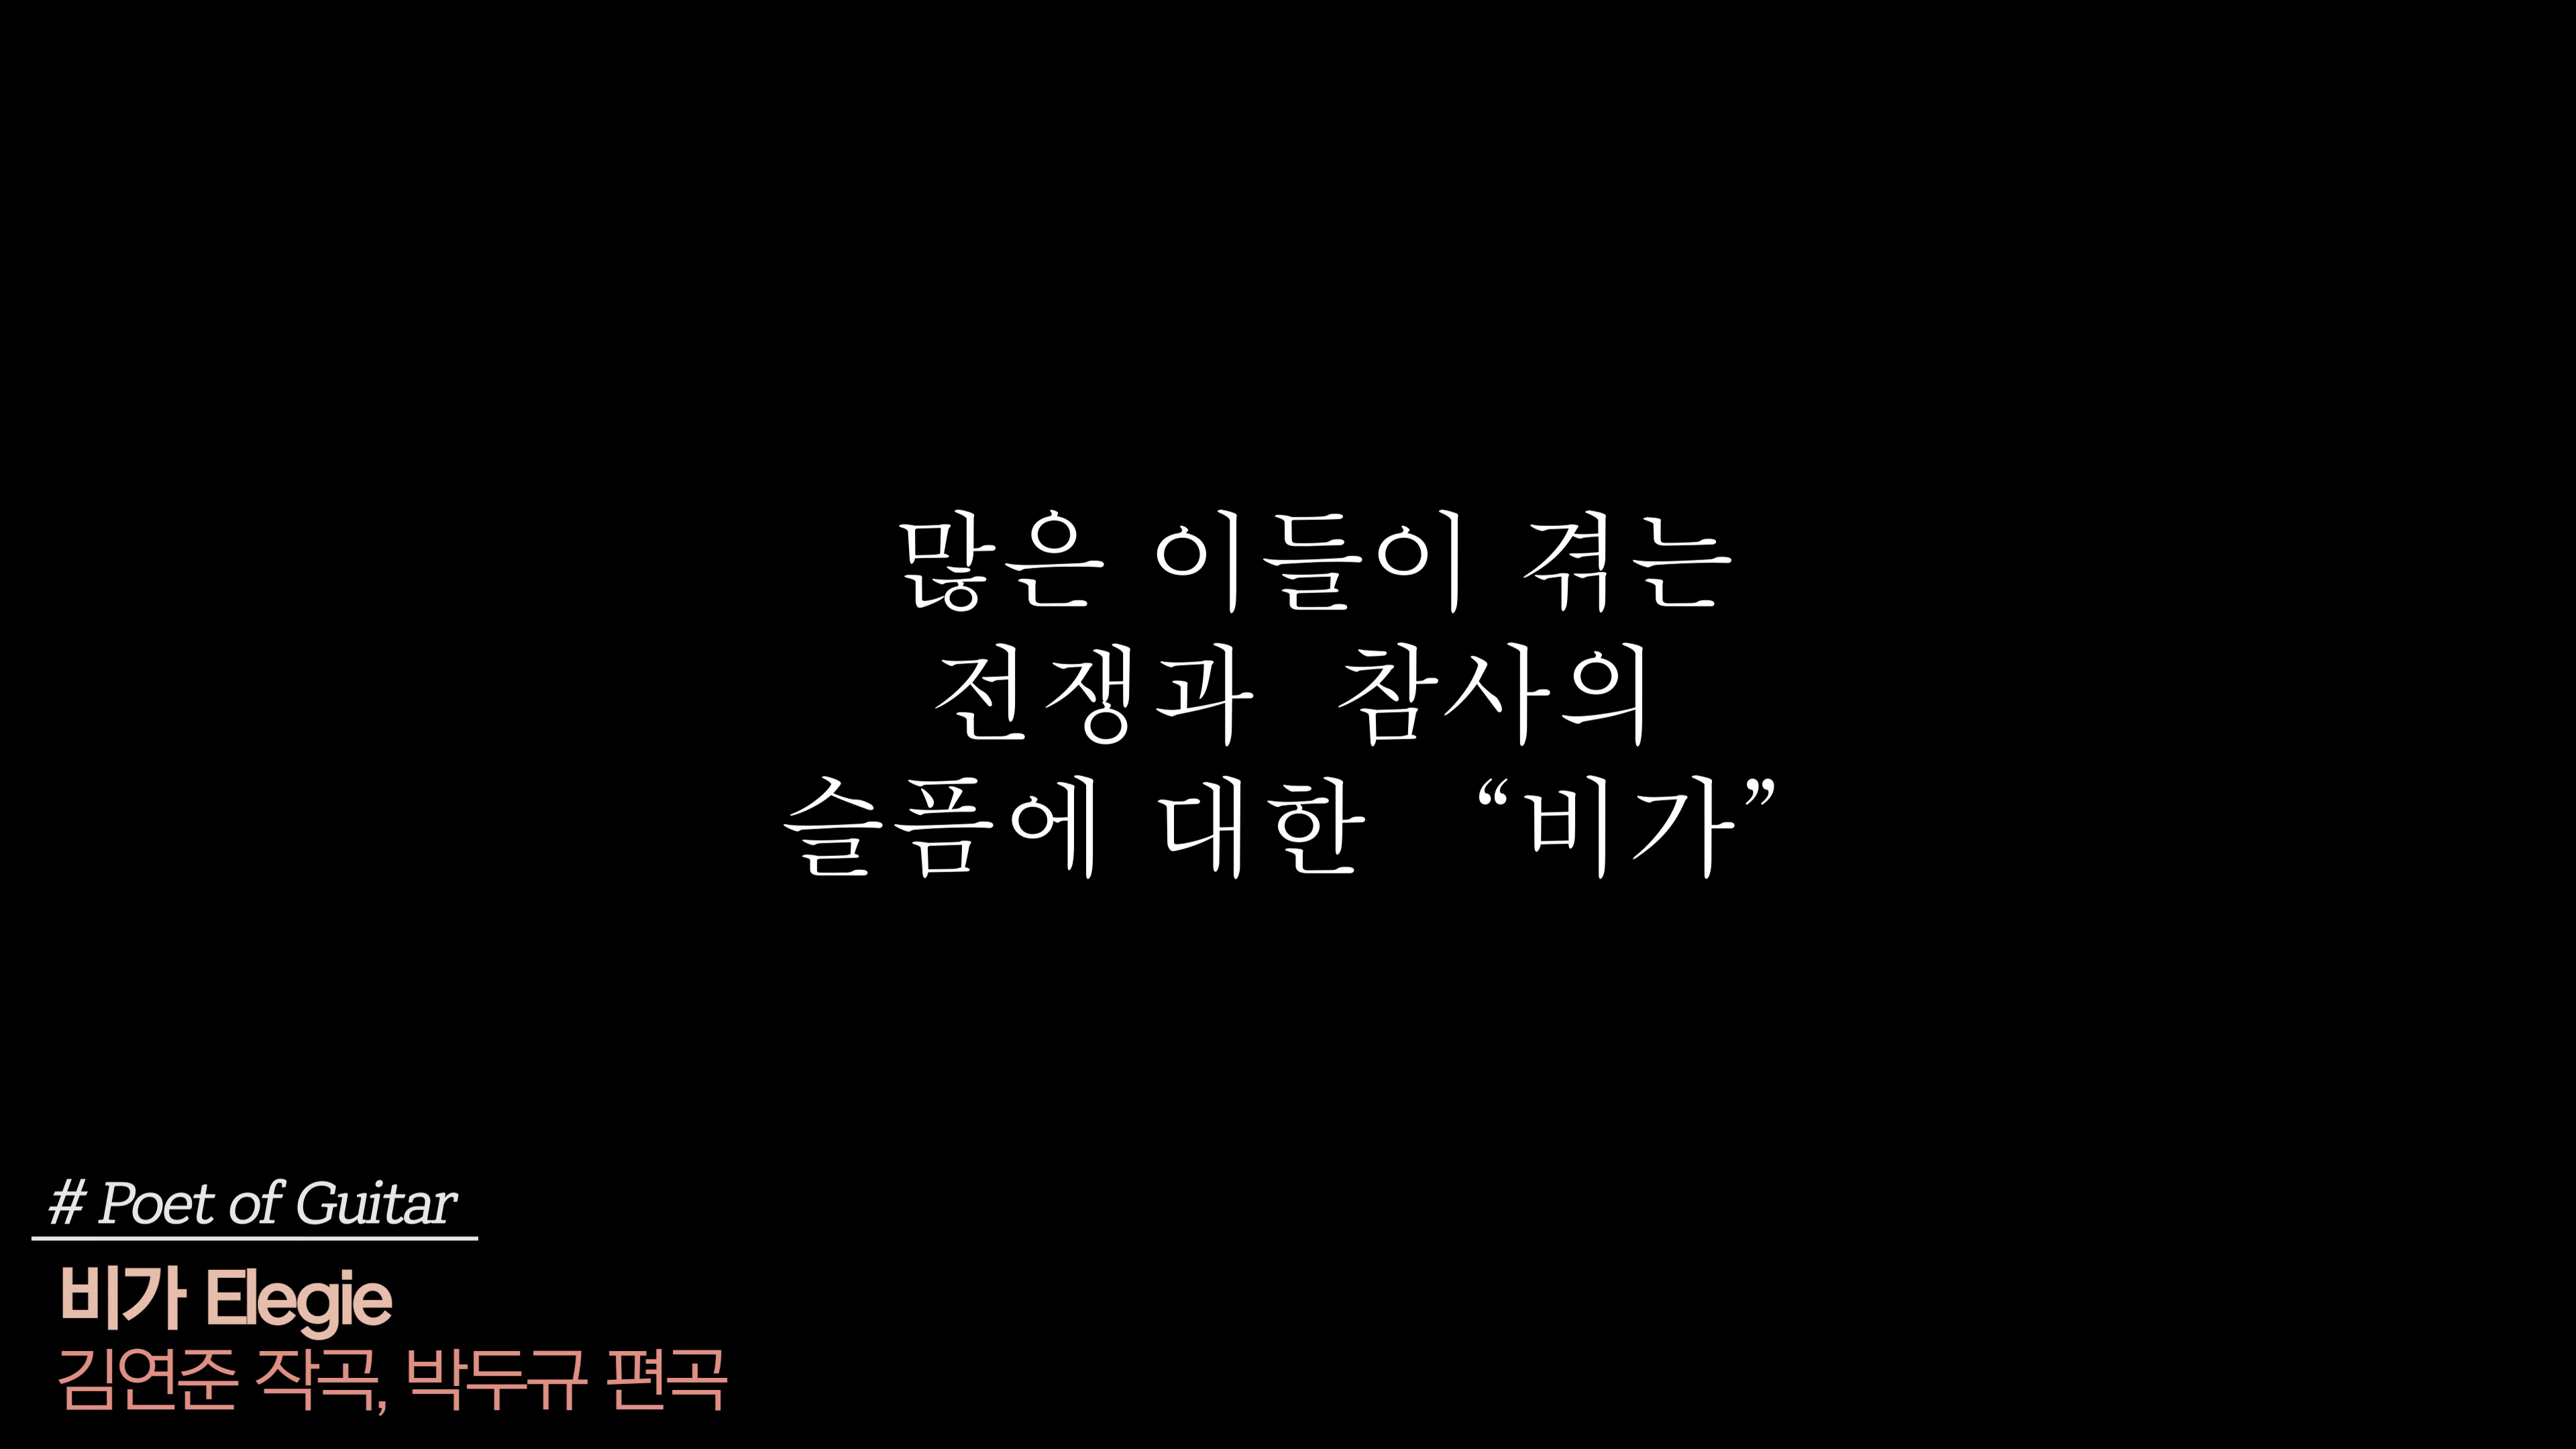 많은 이들이 겪는
전쟁과 참사의
슬픔에 대한 “비가”
# Poet of Guitar
비가 Elegie
김연준 작곡, 박두규 편곡